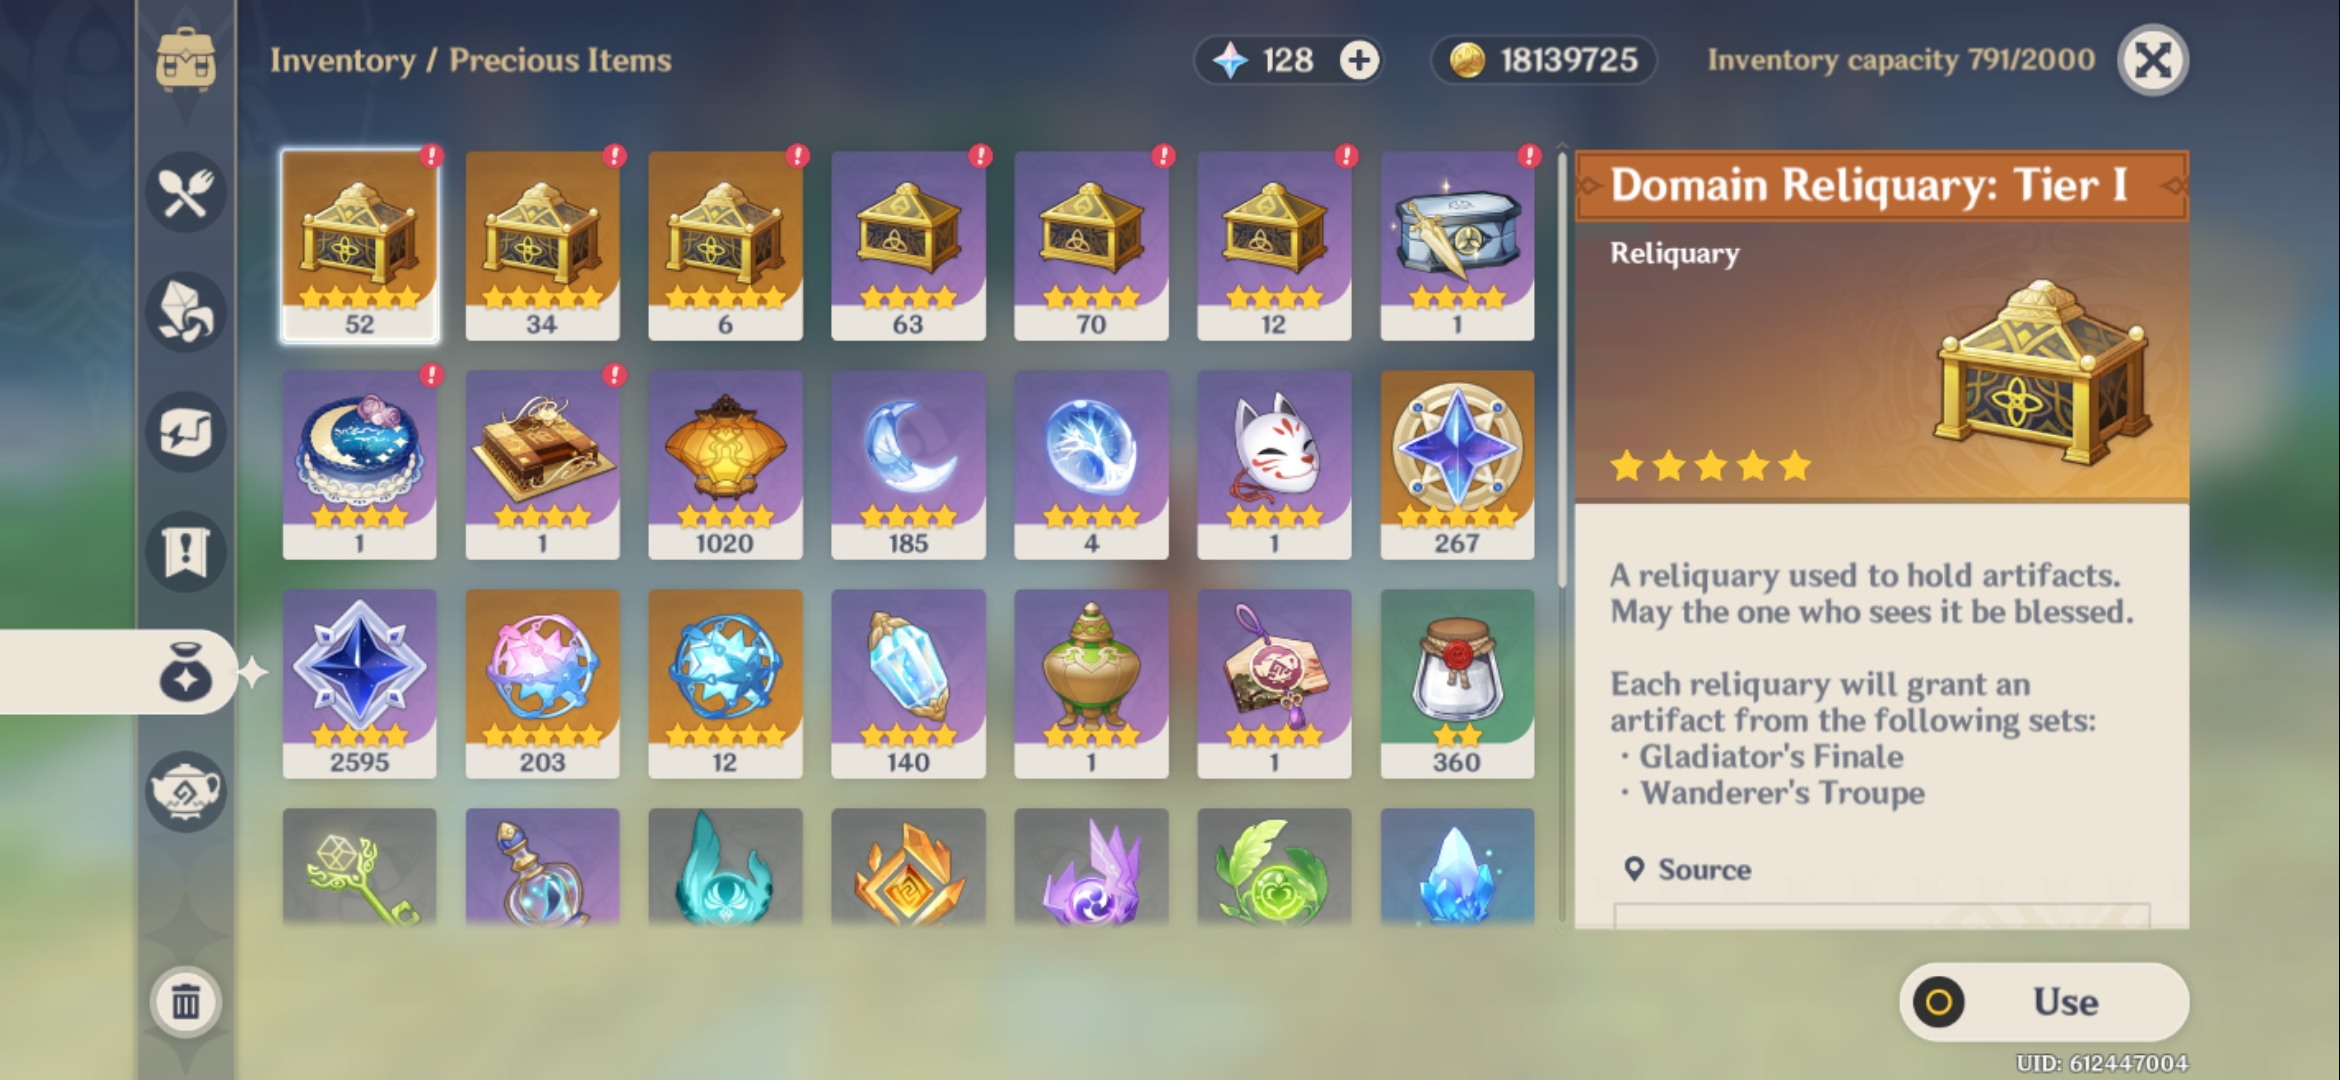 Inventory / Precious Items
128
18139725
Inventory capacity 791/2000
52
34
6
63
70
12
1
1
1
1020
185
4
1
267
2595
203
12
140
1
1
360
Domain Reliquary: Tier I
Reliquary
A reliquary used to hold artifacts.
May the one who sees it be blessed.
Each reliquary will grant an
artifact from the following sets:
· Gladiator's Finale
· Wanderer's Troupe
Source
Use
UID: 612447004